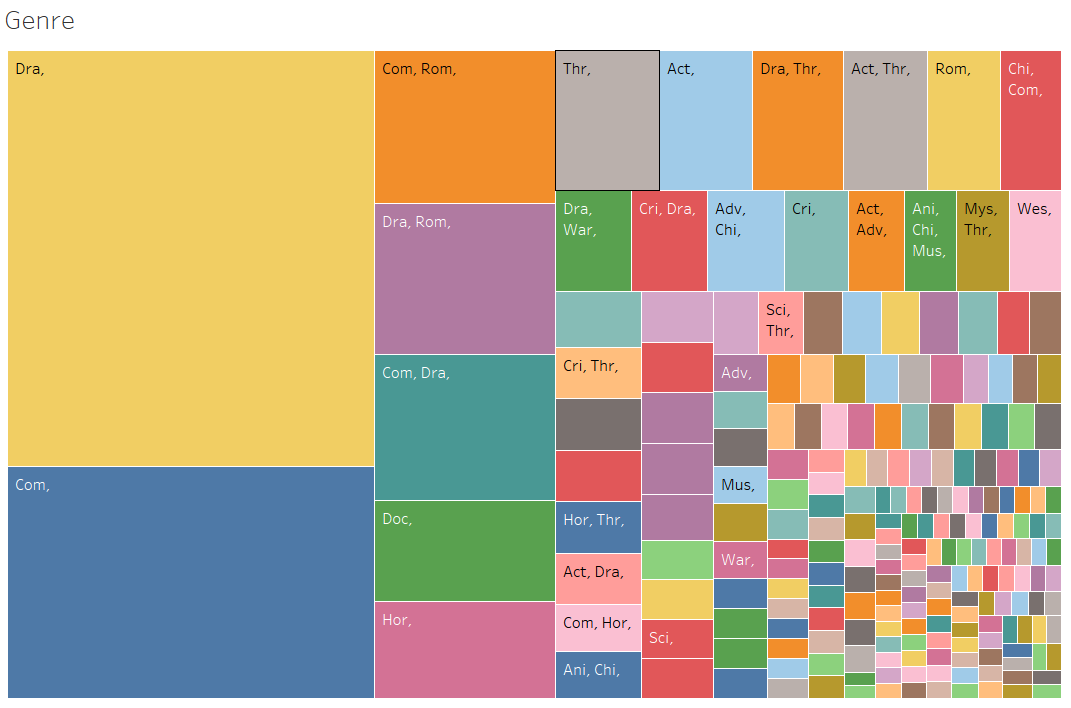 Genre
Dra,
Com, Rom,
Thr,
Act,
Dra, Thr,
Act, Thr,
Rom,
Chi,
Com,
Dra, Rom,
Dra,
War,
Cri, Dra,
Adv,
Chi,
Cri,
Act,
Adv,
Ani,
Chi,
Mus,
Mys,
Thr,
Wes,
Sci,
Thr,
Com, Dra,
Cri, Thr,
Adv,
Com,
Mus,
Doc,
Hor, Thr,
War,
Act, Dra,
Hor,
Com, Hor,
Sci,
Ani, Chi,